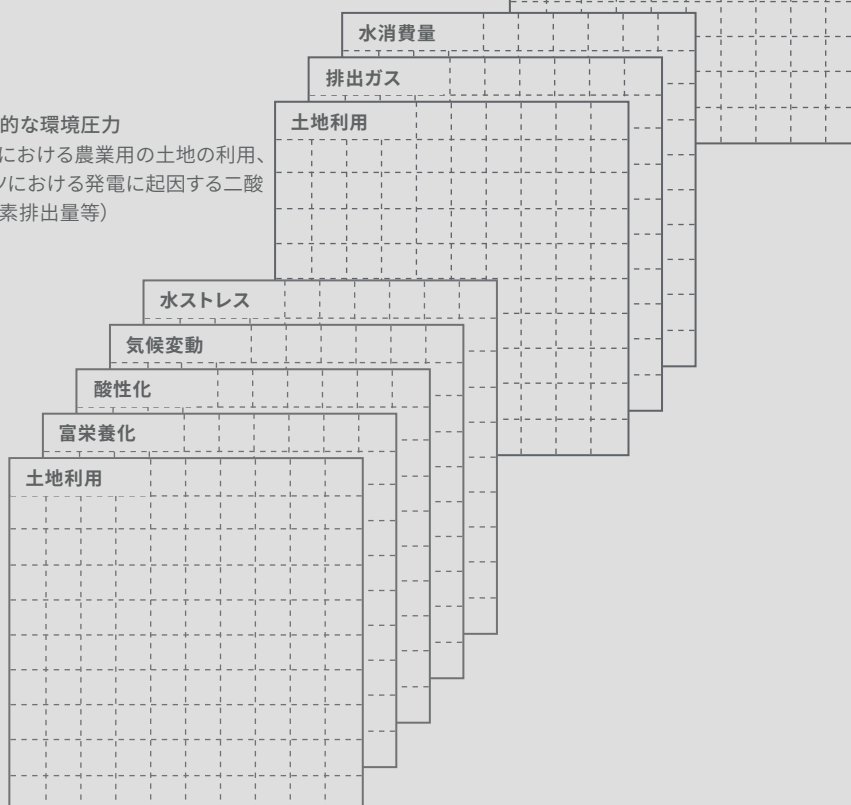 水消費量
排出ガス
土地利用
的な環境圧力
における農業用の土地の利用、
ツにおける発電に起因する二酸
素排出量等）
水ストレス
気候変動
酸性化
富栄養化
土地利用